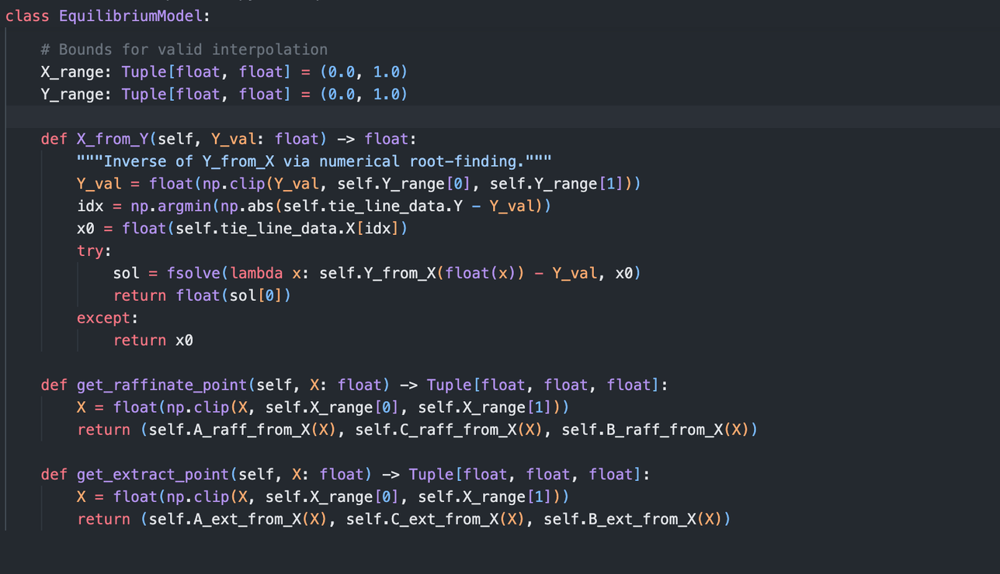 class EquilibriumModel:
    # Bounds for valid interpolation
    X_range: Tuple[float, float] = (0.0, 1.0)
    Y_range: Tuple[float, float] = (0.0, 1.0)
    def X_from_Y(self, Y_val: float) -> float:
        """Inverse of Y_from_X via numerical root-finding."""
        Y_val = float(np.clip(Y_val, self.Y_range[0], self.Y_range[1]))
        idx = np.argmin(np.abs(self.tie_line_data.Y - Y_val))
        x0 = float(self.tie_line_data.X[idx])
        try:
            sol = fsolve(lambda x: self.Y_from_X(float(x)) - Y_val, x0)
            return float(sol[0])
        except:
            return x0
    def get_raffinate_point(self, X: float) -> Tuple[float, float, float]:
        X = float(np.clip(X, self.X_range[0], self.X_range[1]))
        return (self.A_raff_from_X(X), self.C_raff_from_X(X), self.B_raff_from_X(X))
    def get_extract_point(self, X: float) -> Tuple[float, float, float]:
        X = float(np.clip(X, self.X_range[0], self.X_range[1]))
        return (self.A_ext_from_X(X), self.C_ext_from_X(X), self.B_ext_from_X(X))